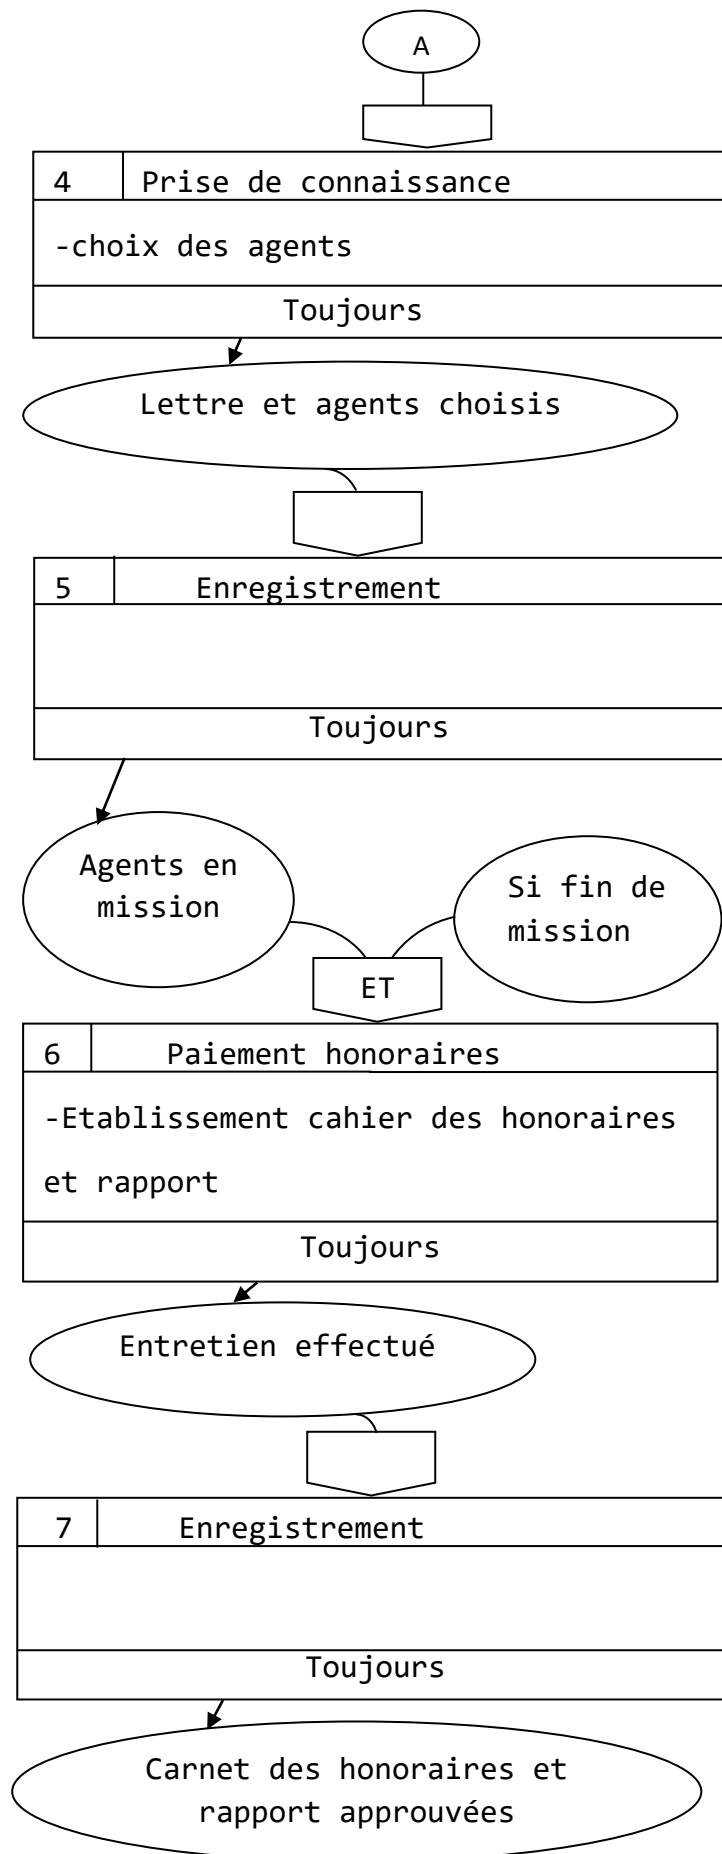 A
4 Prise de connaissance
-choix des agents
Toujours
Lettre et agents choisis
5 Enregistrement
Toujours
Agents en
mission
Si fin de
mission
ET
6 Paiement honoraires
-Etablissement cahier des honoraires
et rapport
Toujours
Entretien effectué
7 Enregistrement
Toujours
Carnet des honoraires et
rapport approuvées